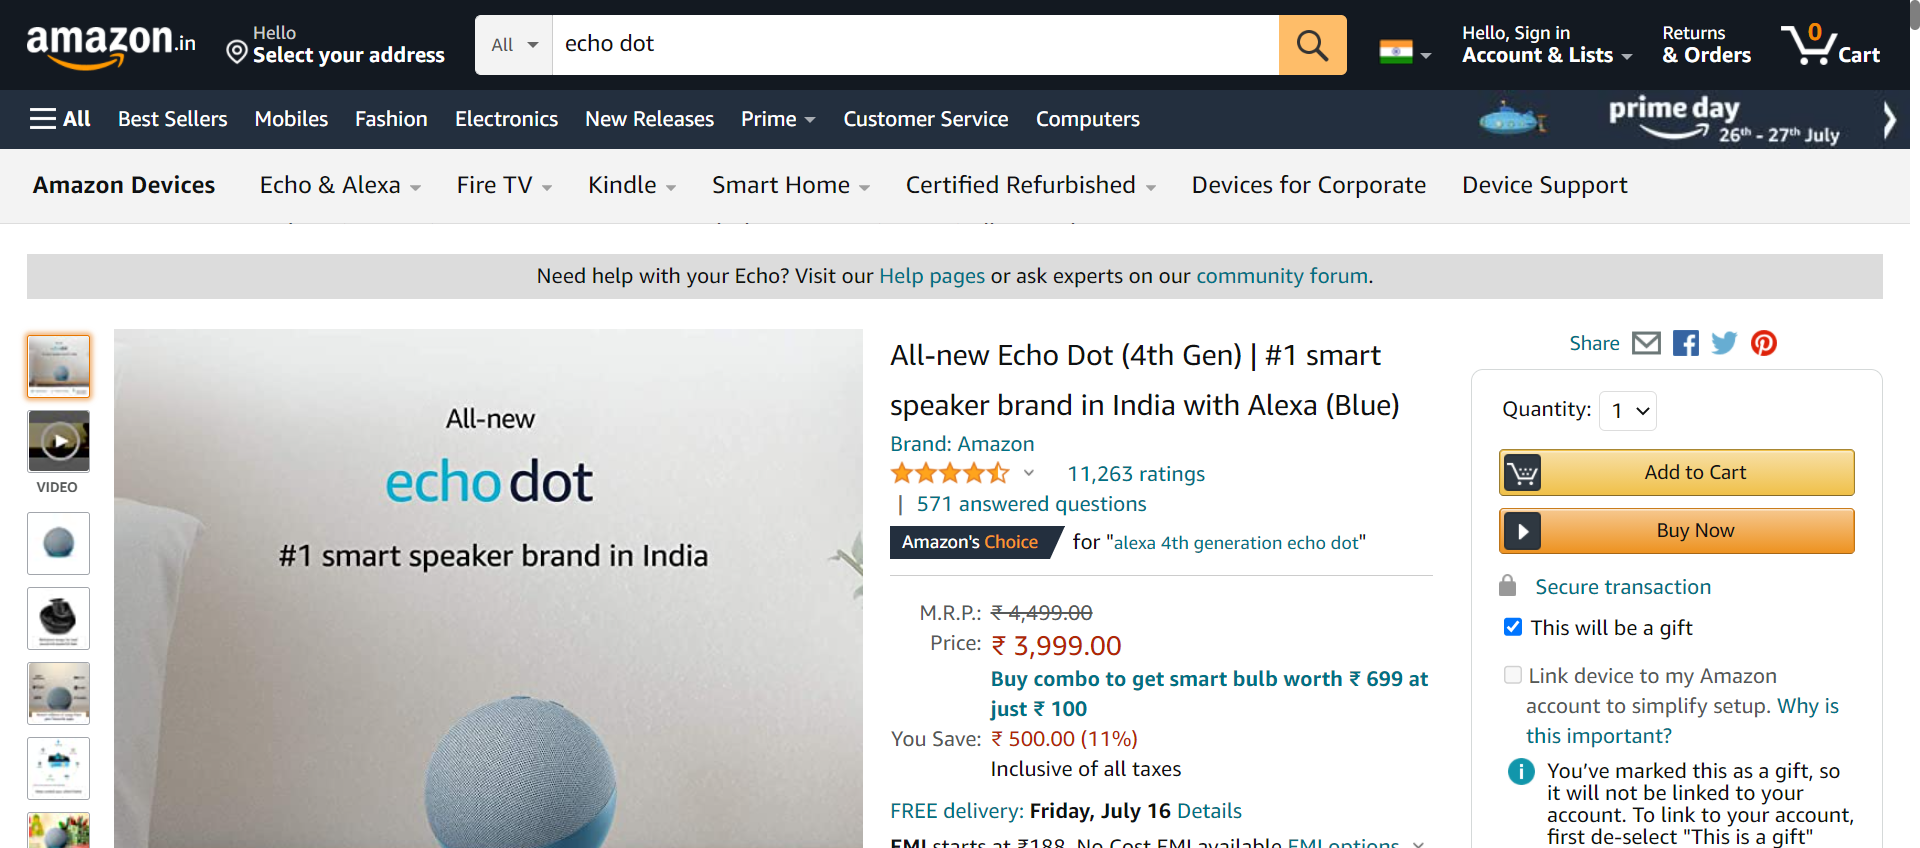 amazon.in
Hello
Select your address
All
echo dot
Hello, Sign in
Account & Lists
Returns
& Orders
0
Cart
All
Best Sellers
Mobiles
Fashion
Electronics
New Releases
Prime
Customer Service
Computers
prime day
26th - 27th July
Amazon Devices
Echo & Alexa
Fire TV
Kindle
Smart Home
Certified Refurbished
Devices for Corporate
Device Support
Need help with your Echo? Visit our Help pages or ask experts on our community forum.
VIDEO
All-new
echo dot
#1 smart speaker brand in India
All-new Echo Dot (4th Gen) | #1 smart
speaker brand in India with Alexa (Blue)
Brand: Amazon
11,263 ratings
| 571 answered questions
Amazon's Choice for "alexa 4th generation echo dot"
M.R.P.: ₹ 4,499.00
Price: ₹ 3,999.00
Buy combo to get smart bulb worth ₹ 699 at
just ₹ 100
You Save: ₹ 500.00 (11%)
Inclusive of all taxes
FREE delivery: Friday, July 16 Details
EMI starts at ₹188. No Cost EMI available EMI options
Share
Quantity: 1
Add to Cart
Buy Now
Secure transaction
This will be a gift
Link device to my Amazon
account to simplify setup. Why is
this important?
You’ve marked this as a gift, so
it will not be linked to your
account. To link to your account,
first de-select "This is a gift"